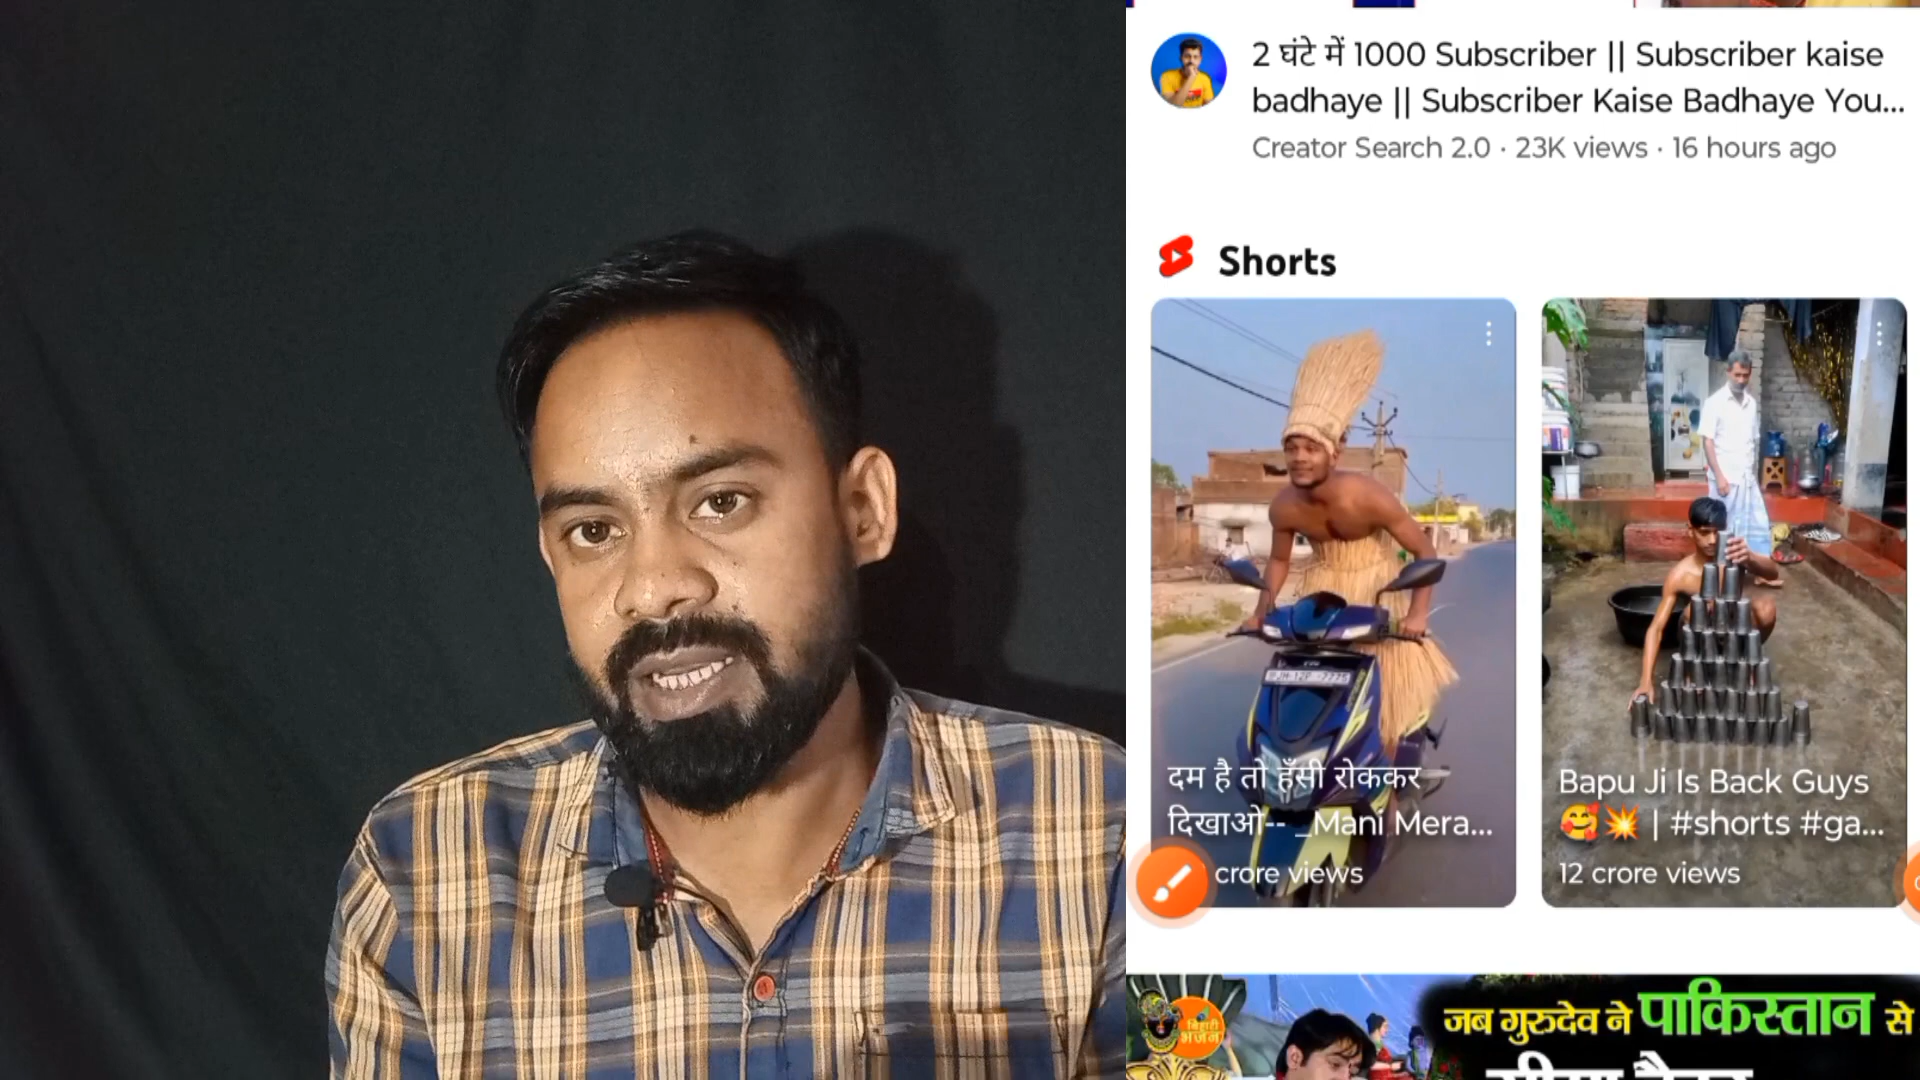 2 घंटे में 1000 Subscriber || Subscriber kaise
badhaye || Subscriber Kaise Badhaye You...
Creator Search 2.0 · 23K views · 16 hours ago
Shorts
दम है तो हँसी रोककर
दिखाओ-- _Mani Mera...
crore views
Bapu Ji Is Back Guys
🥰💥 | #shorts #ga...
12 crore views
बिहारी
भजन
जब गुरुदेव ने पाकिस्तान से